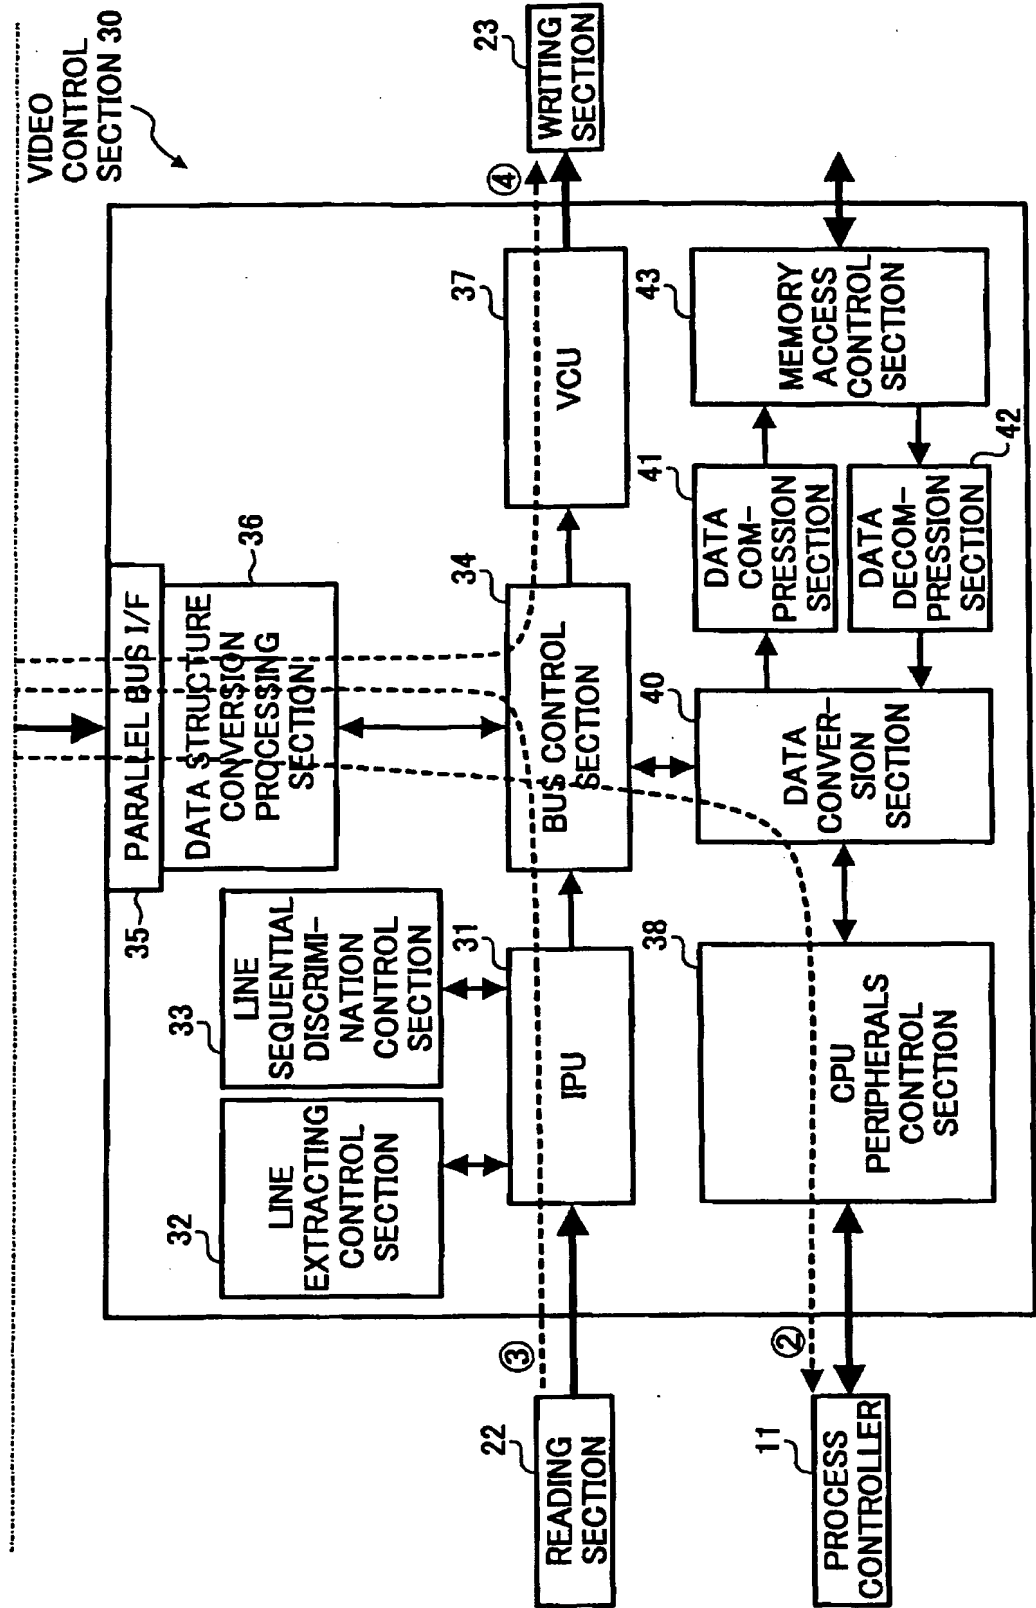 VIDEO
CONTROL
SECTION 30
35
PARALLEL BUS I/F
DATA STRUCTURE
CONVERSION
PROCESSING
SECTION
36
33
LINE
SEQUENTIAL
DISCRIMI-
NATION
CONTROL
SECTION
32
LINE
EXTRACTING
CONTROL
SECTION
22
READING
SECTION
③
31
IPU
34
BUS CONTROL
SECTION
37
VCU
④
23
WRITING
SECTION
11
PROCESS
CONTROLLER
②
38
CPU
PERIPHERALS
CONTROL
SECTION
40
DATA
CONVER-
SION
SECTION
41
DATA
COM-
PRESSION
SECTION
DATA
DECOM-
PRESSION
SECTION
42
43
MEMORY
ACCESS
CONTROL
SECTION